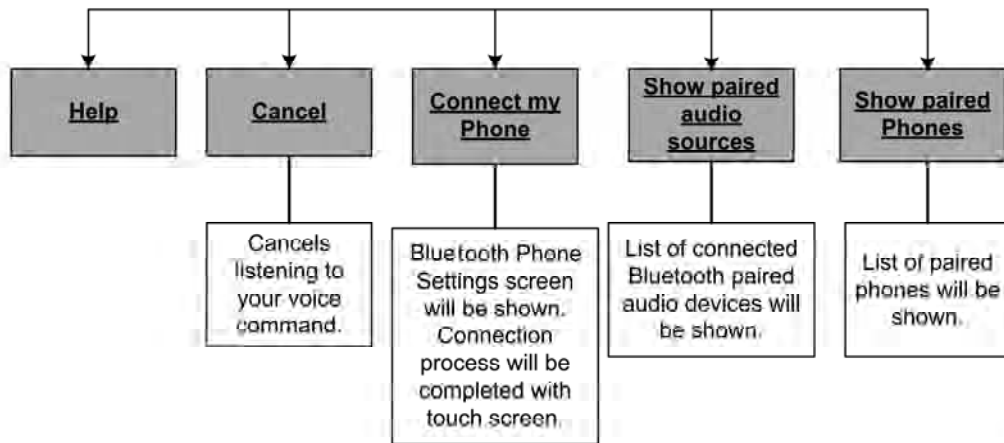 Help
Cancel
Connect my
Phone
Show paired
audio
sources
Show paired
Phones
Cancels
listening to
your voice
command.
Bluetooth Phone
Settings screen
will be shown.
Connection
process will be
completed with
touch screen.
List of connected
Bluetooth paired
audio devices will
be shown.
List of paired
phones will be
shown.